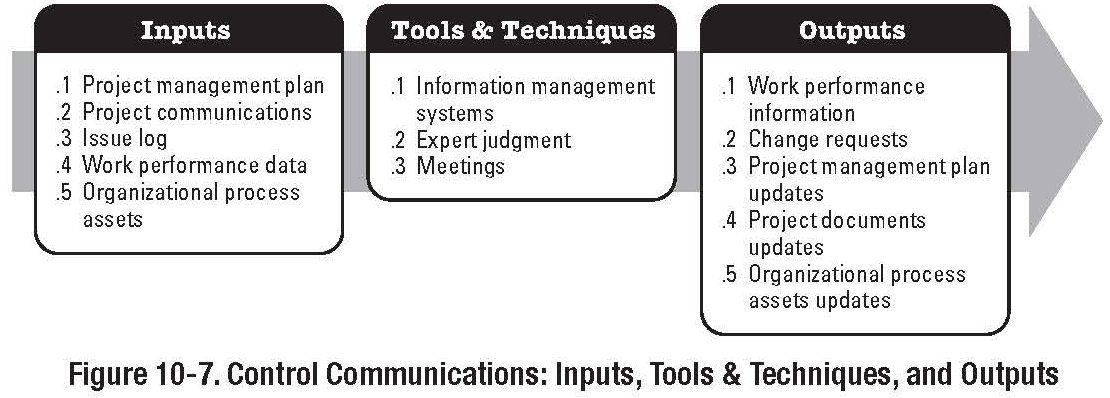 Inputs
.1 Project management plan
.2 Project communications
.3 Issue log
.4 Work performance data
.5 Organizational process
assets
Tools & Techniques
.1 Information management
systems
.2 Expert judgment
.3 Meetings
Outputs
.1 Work performance
information
.2 Change requests
.3 Project management plan
updates
.4 Project documents
updates
.5 Organizational process
assets updates
Figure 10-7. Control Communications: Inputs, Tools & Techniques, and Outputs